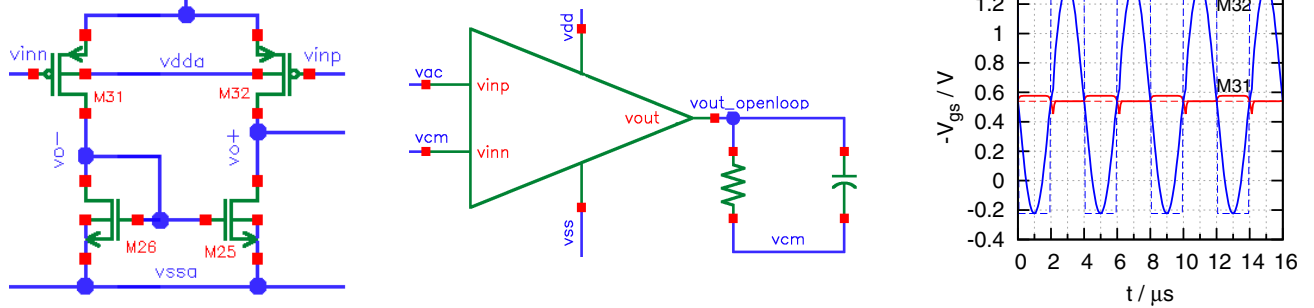 vinn
vdda
vinp
M31
M32
vo-
vo+
M26
M25
vssa
vac
vinp
vcm
vinn
vdd
vss
vout
vout_openloop
vcm
-Vgs / V
1.2
1
0.8
0.6
0.4
0.2
0
-0.2
-0.4
M32
M31
0 2 4 6 8 10 12 14 16
t / μs